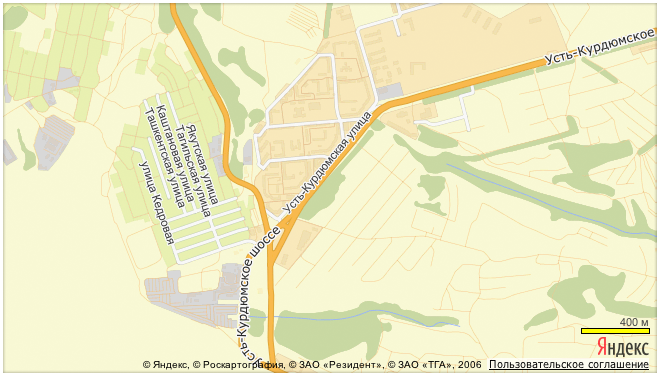 Усть-Курдюмское
Якутская улица
Тагильская улица
Каштановая улица
Ташкентская улица
улица Кедровая
Усть-Курдюмская улица
Усть-Курдюмское шоссе
400 м
Яндекс
© Яндекс, © Роскартография, © ЗАО «Резидент», © ЗАО «ТГА», 2006 Пользовательское соглашение